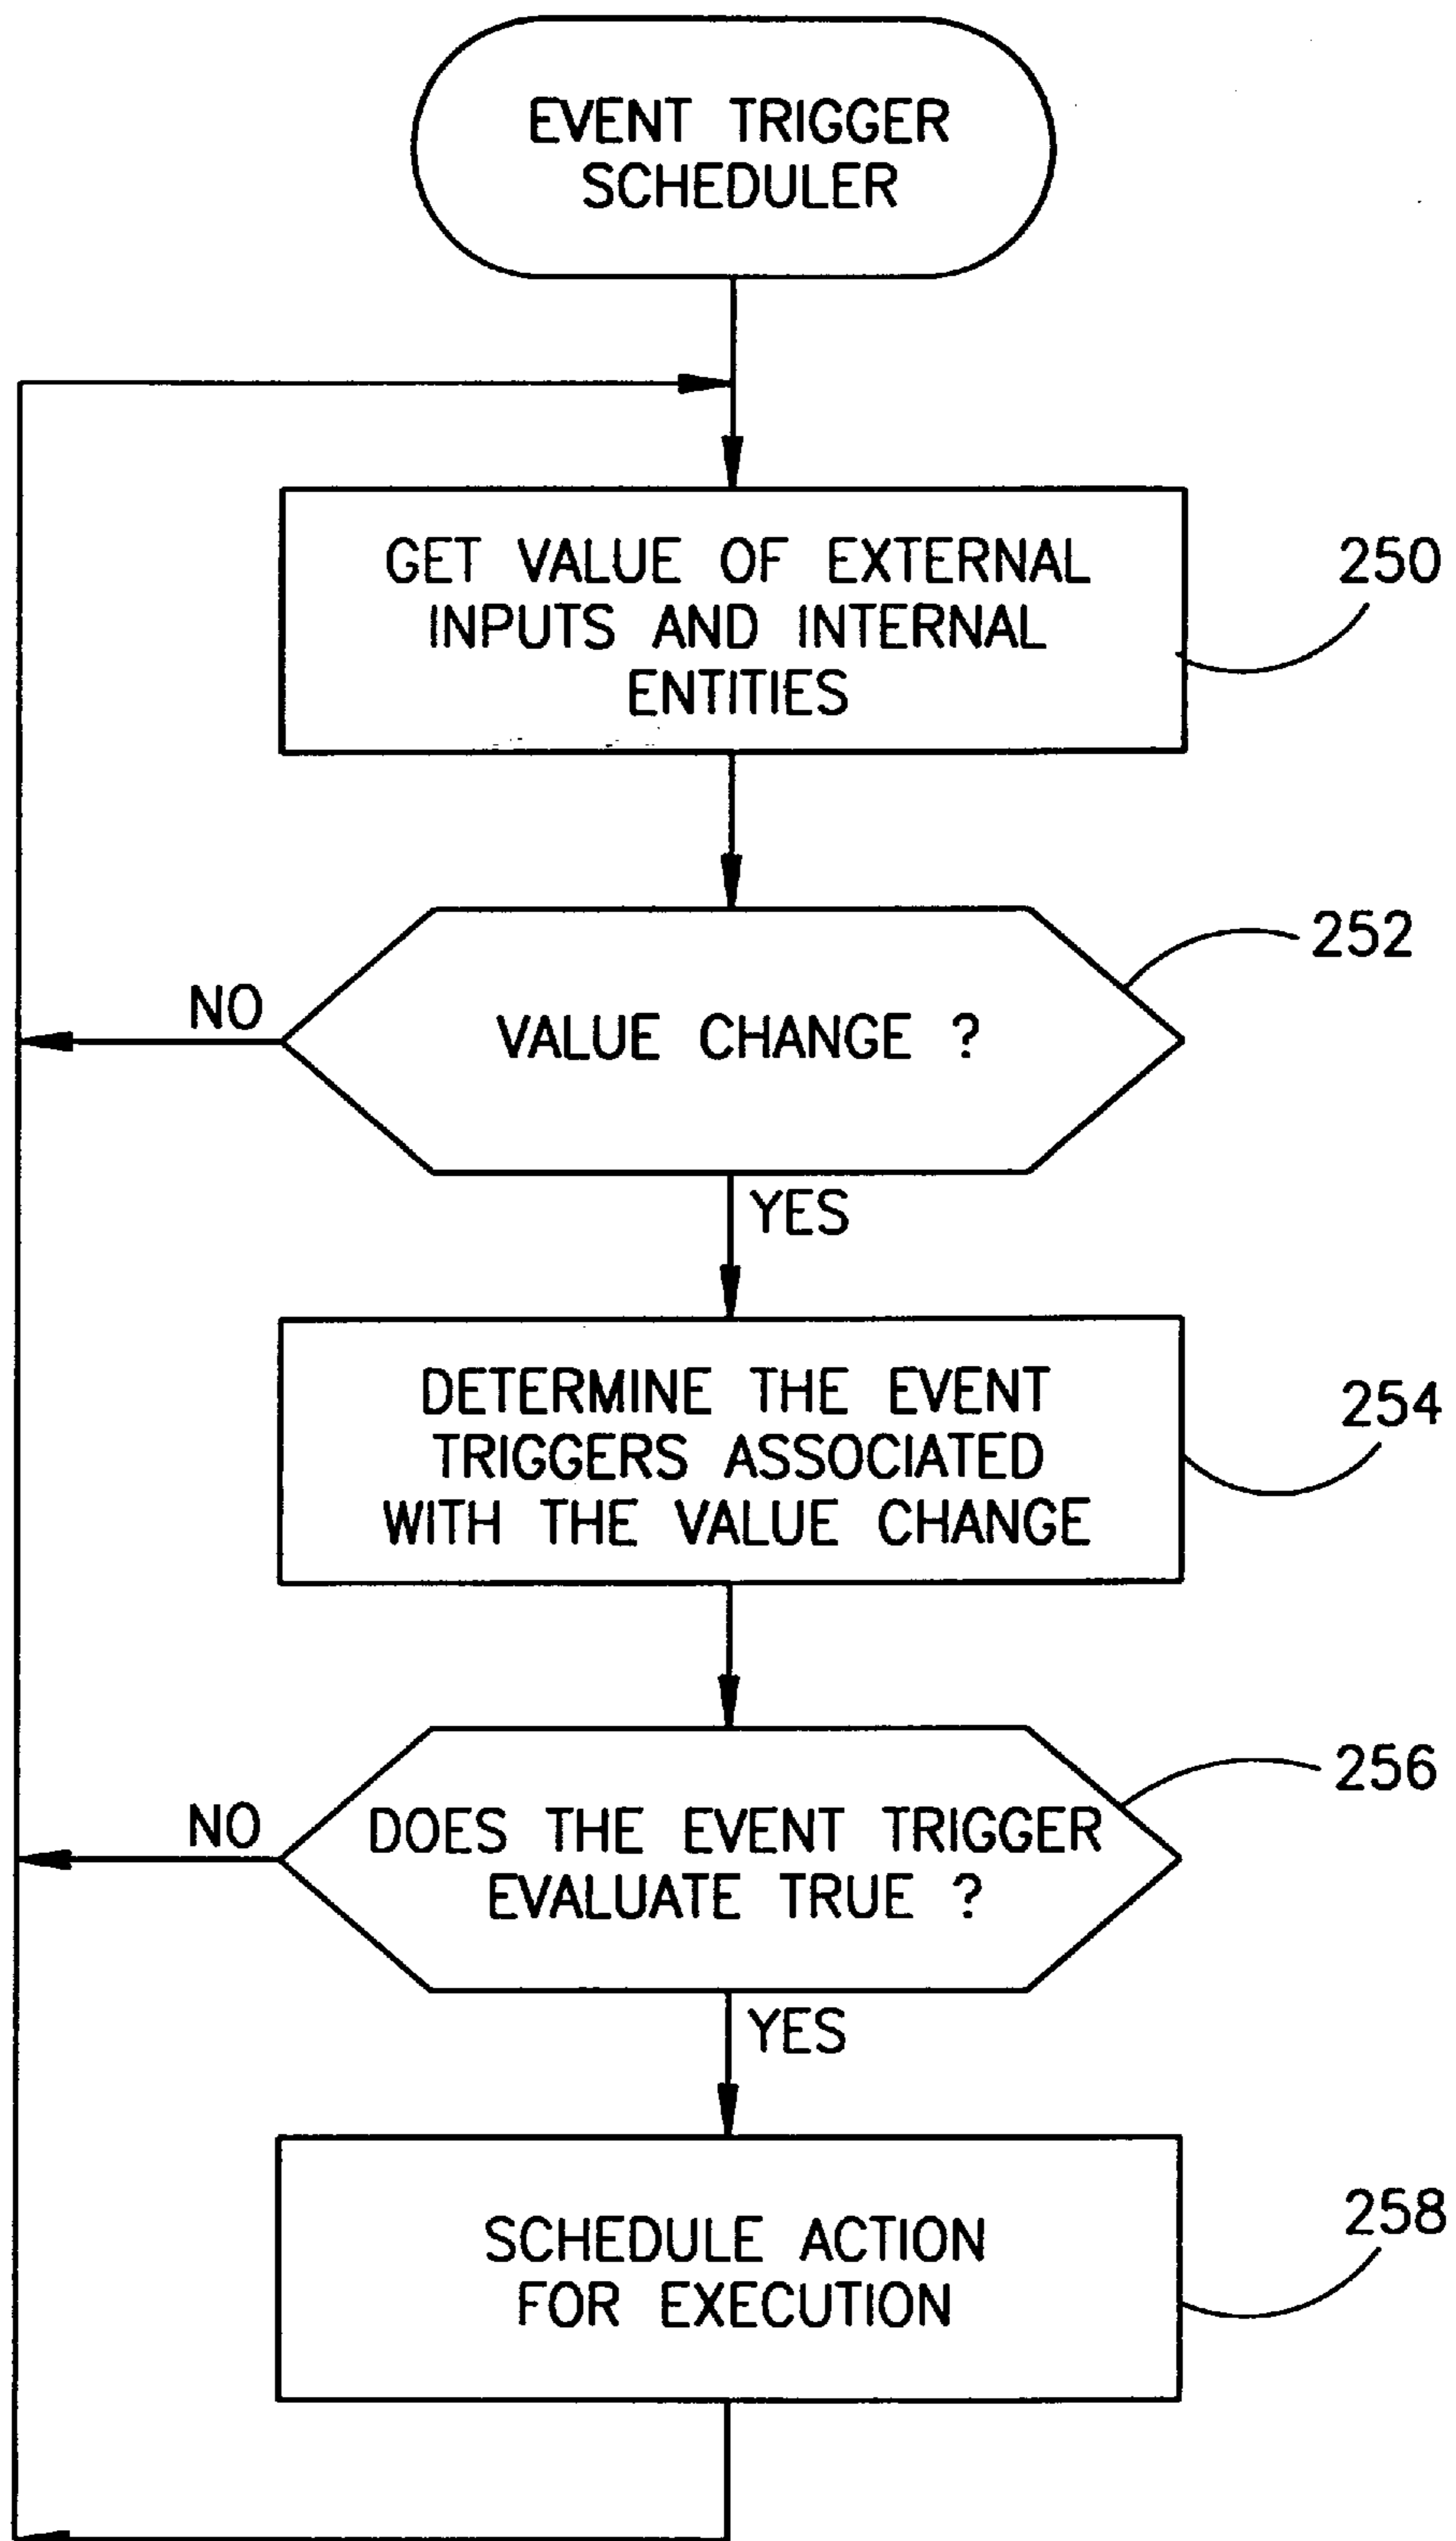 EVENT TRIGGER
SCHEDULER
GET VALUE OF EXTERNAL
INPUTS AND INTERNAL
ENTITIES
250
VALUE CHANGE ?
252
NO
YES
DETERMINE THE EVENT
TRIGGERS ASSOCIATED
WITH THE VALUE CHANGE
254
DOES THE EVENT TRIGGER
EVALUATE TRUE ?
256
NO
YES
SCHEDULE ACTION
FOR EXECUTION
258